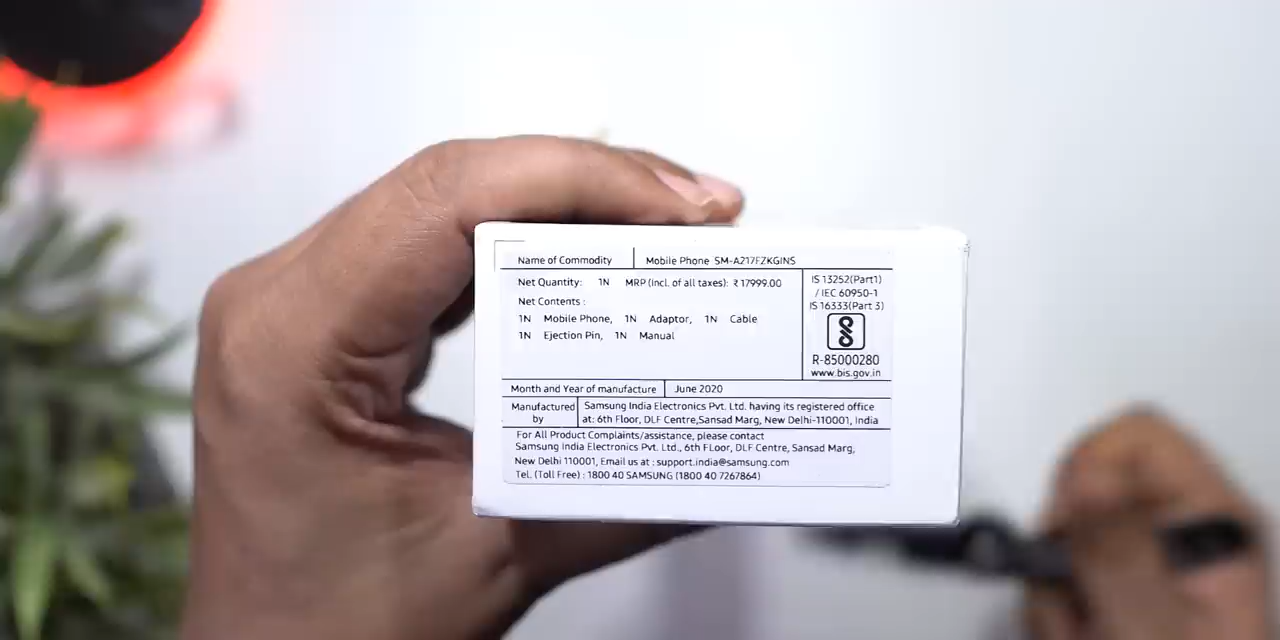 Name of Commodity Mobile Phone SM-A217FZKGINS
Net Quantity: 1N MRP (Incl. of all taxes): ₹17999.00
Net Contents :
1N Mobile Phone, 1N Adaptor, 1N Cable
1N Ejection Pin, 1N Manual
IS 13252(Part1)
/ IEC 60950-1
IS 16333(Part 3)
R-85000280
www.bis.gov.in
Month and Year of manufacture June 2020
Manufactured by
Samsung India Electronics Pvt. Ltd. having its registered office
at: 6th Floor, DLF Centre,Sansad Marg, New Delhi-110001, India
For All Product Complaints/assistance, please contact
Samsung India Electronics Pvt. Ltd., 6th FLoor, DLF Centre, Sansad Marg,
New Delhi 110001, Email us at : support.india@samsung.com
Tel. (Toll Free) : 1800 40 SAMSUNG (1800 40 7267864)